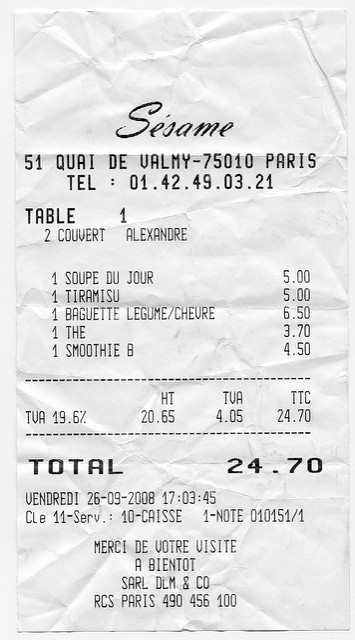 Sésame
51 QUAI DE VALMY-75010 PARIS
TEL : 01.42.49.03.21
TABLE 1
2 COUVERT ALEXANDRE
1 SOUPE DU JOUR 5.00
1 TIRAMISU 5.00
1 BAGUETTE LEGUME/CHEVRE 6.50
1 THE 3.70
1 SMOOTHIE B 4.50
HT TVA TTC
TVA 19.6% 20.65 4.05 24.70
TOTAL 24.70
VENDREDI 26-09-2008 17:03:45
Cle 11-Serv.: 10-CAISSE 1-NOTE 010151/1
MERCI DE VOTRE VISITE
A BIENTOT
SARL DLM & CO
RCS PARIS 490 456 100